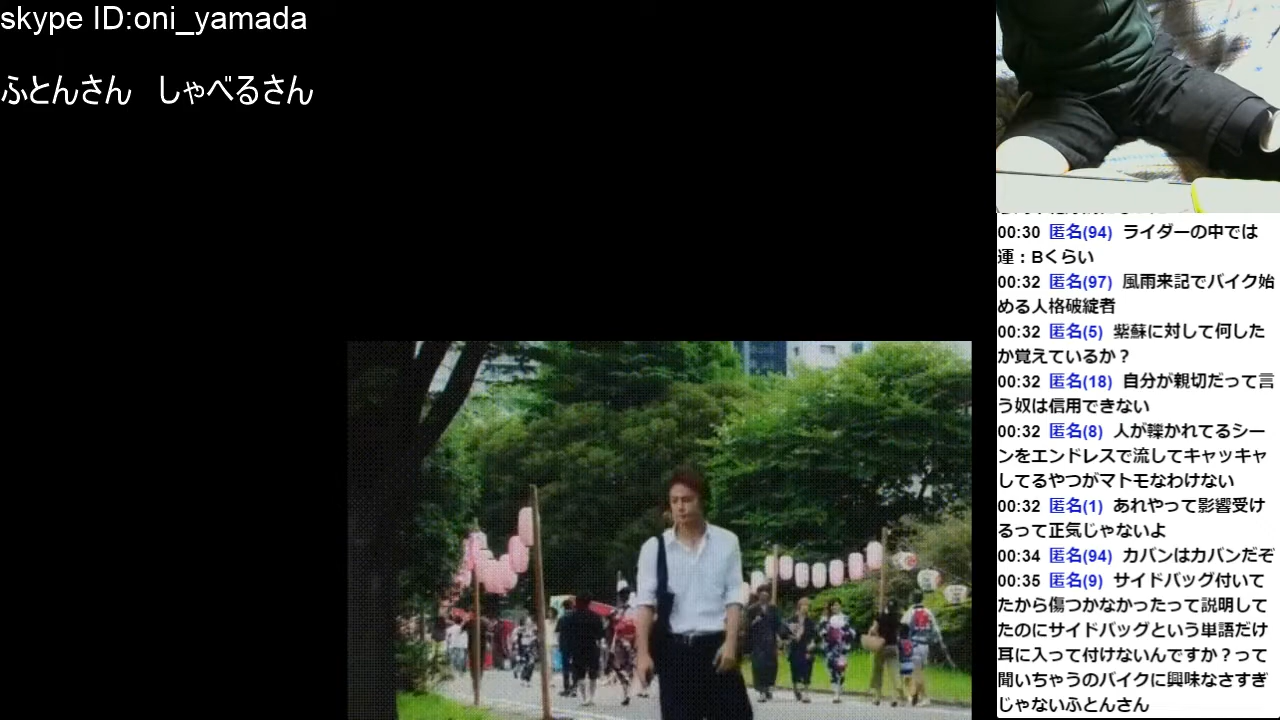 skype ID:oni_yamada
ふとんさん　しゃべるさん
00:30 匿名(94) ライダーの中では
運：Bくらい
00:32 匿名(97) 風雨来記でバイク始
める人格破綻者
00:32 匿名(5) 紫蘇に対して何した
か覚えているか？
00:32 匿名(18) 自分が親切だって言
う奴は信用できない
00:32 匿名(8) 人が轢かれてるシー
ンをエンドレスで流してキャッキャ
してるやつがマトモなわけない
00:32 匿名(1) あれやって影響受け
るって正気じゃないよ
00:34 匿名(94) カバンはカバンだぞ
00:35 匿名(9) サイドバッグ付いて
たから傷つかなかったって説明して
たのにサイドバッグという単語だけ
耳に入って付けないんですか？って
聞いちゃうのバイクに興味なさすぎ
じゃないふとんさん